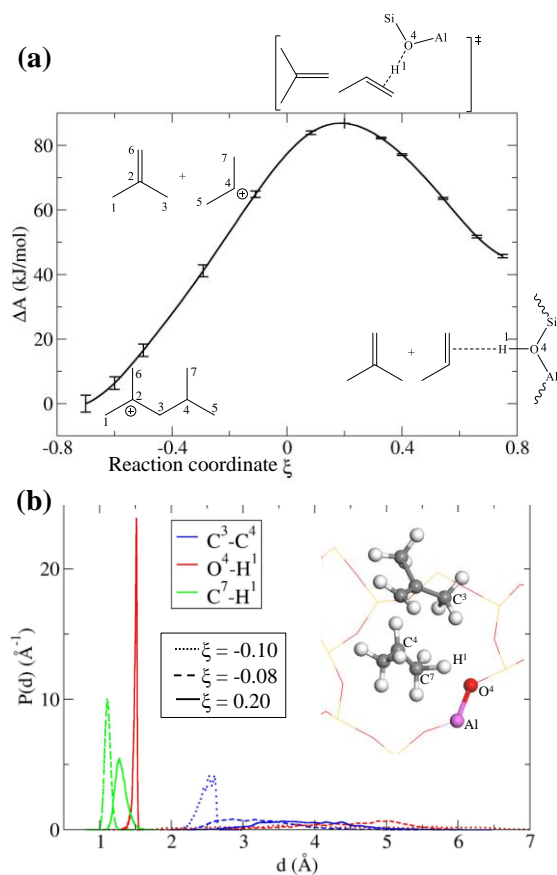 (a)
Si
4
O
Al
1
H
‡
80
60
40
20
0
ΔA (kJ/mol)
6
2
1
3
+
7
4
5
⊕
6
7
2
⊕
1
3
4
5
+
1
H
O
4
Si
Al
-0.8
-0.4
0
0.4
0.8
Reaction coordinate ξ
(b)
20
10
0
P(d) (Å⁻¹)
C³-C⁴
O⁴-H¹
C⁷-H¹
ξ = -0.10
ξ = -0.08
ξ = 0.20
C³
C⁴
H¹
C⁷
O⁴
Al
1
2
3
4
5
6
7
d (Å)